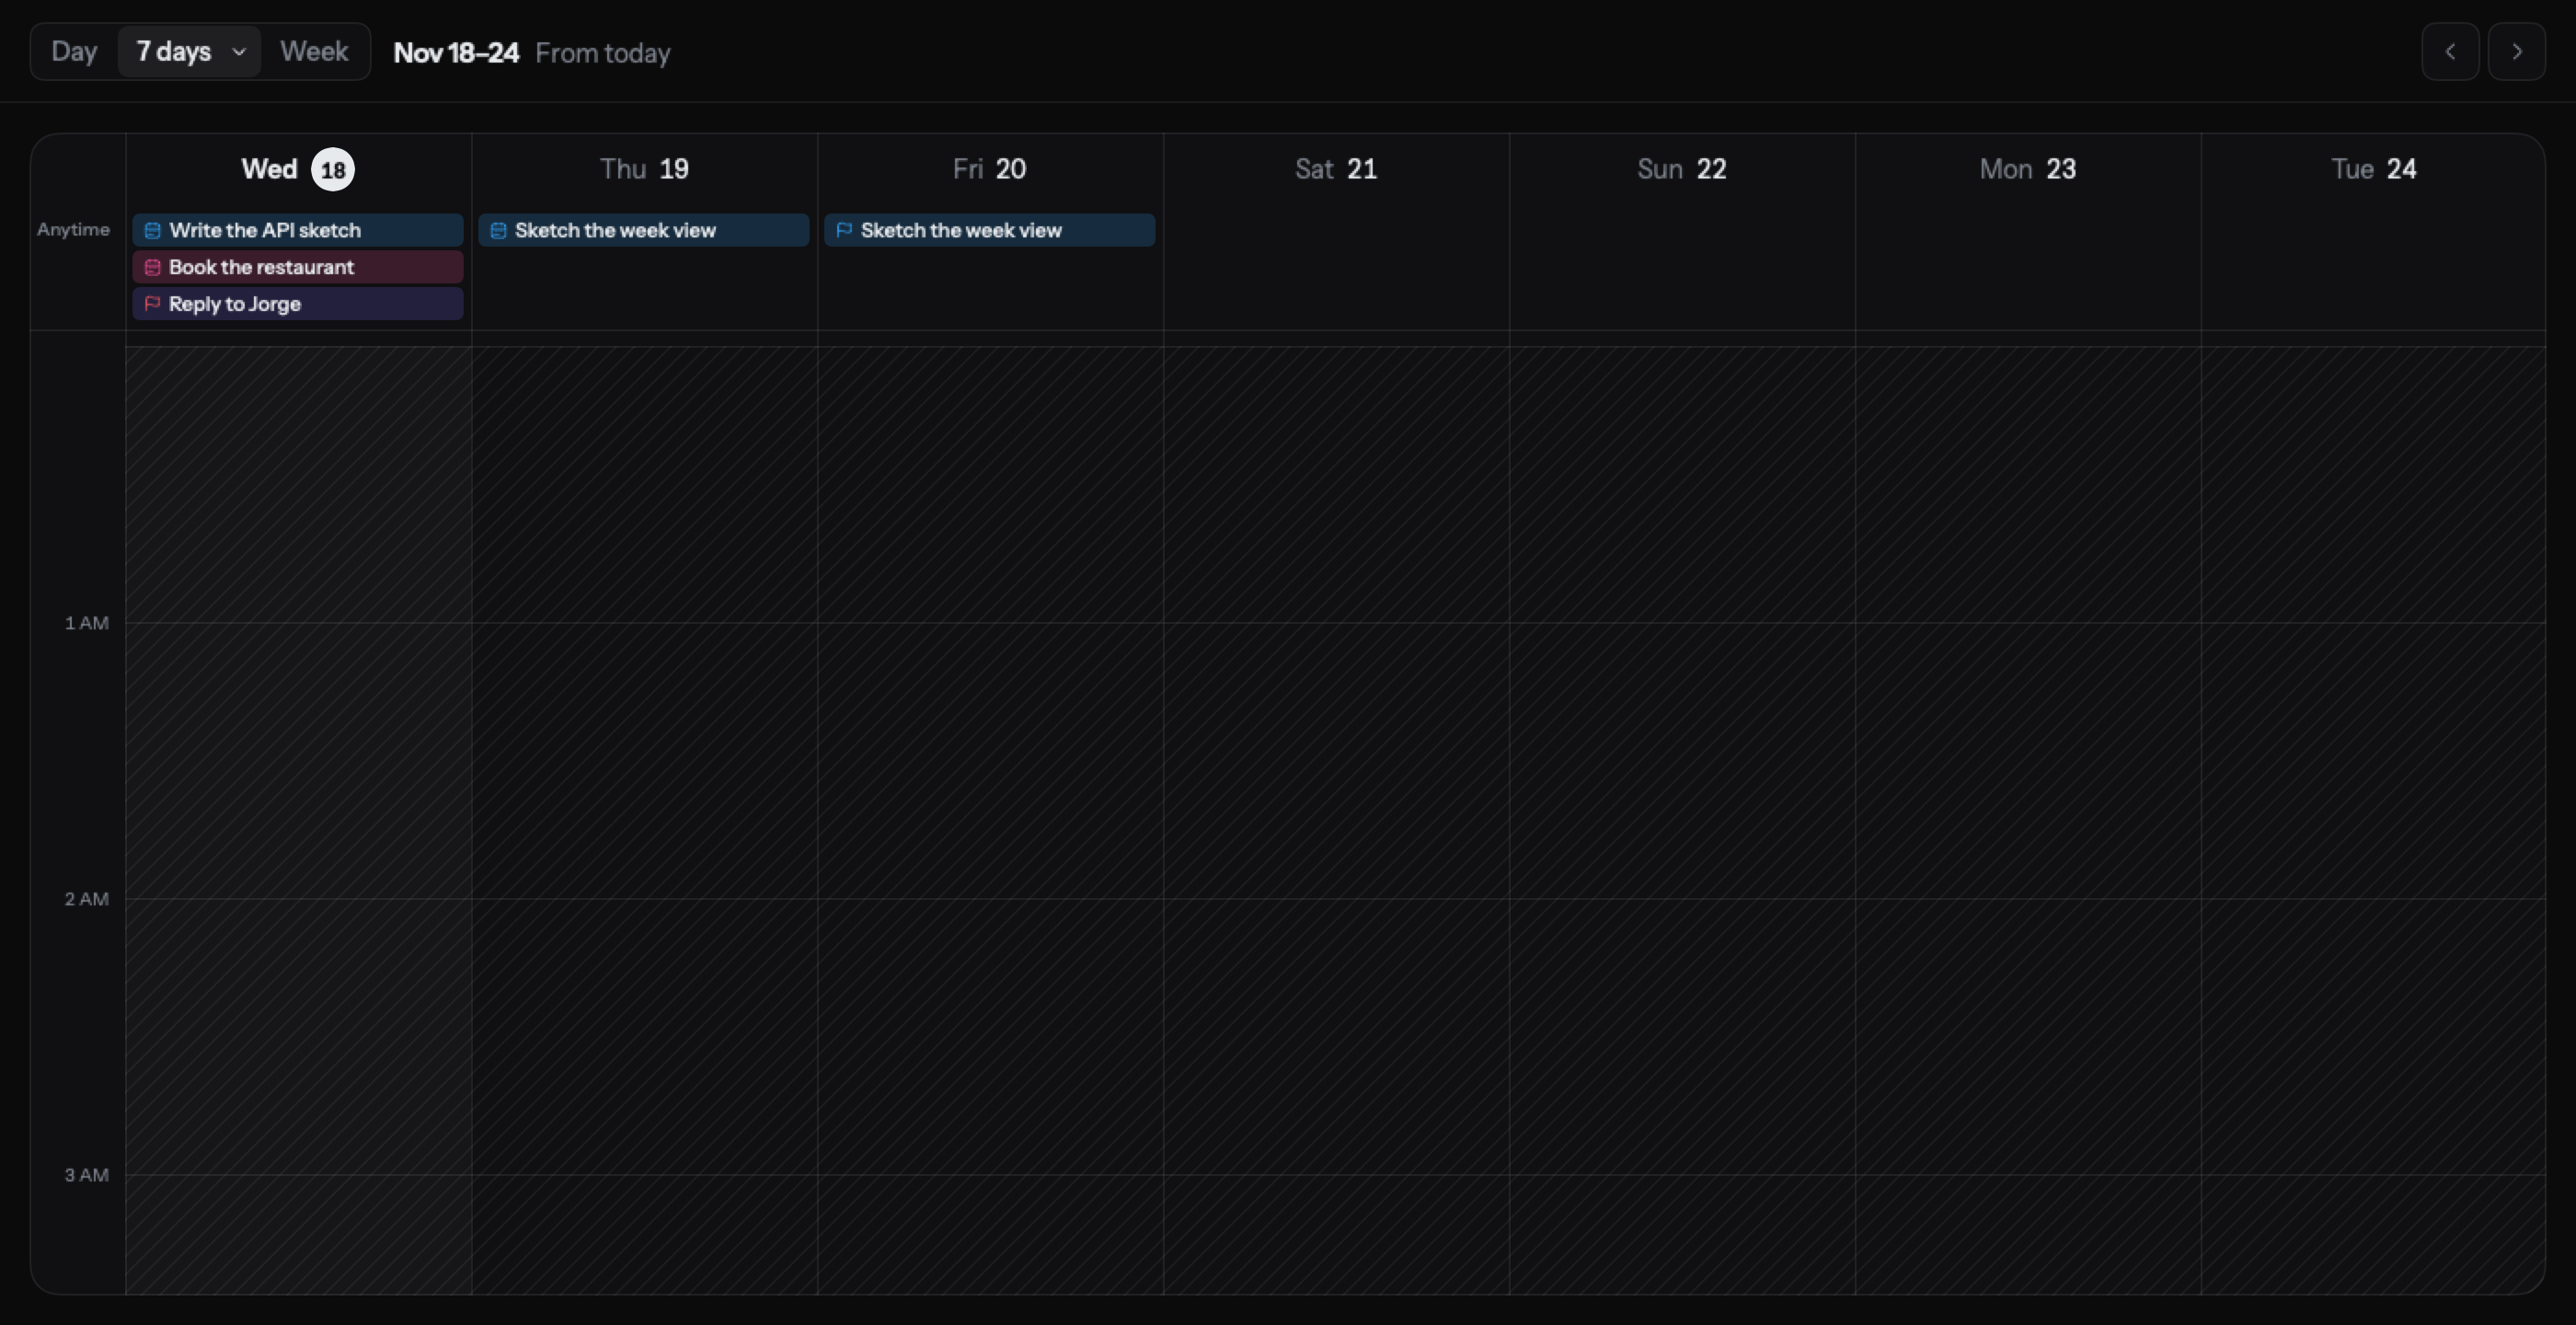 Day 7 days Week Nov 18–24 From today
Wed 18 Thu 19 Fri 20 Sat 21 Sun 22 Mon 23 Tue 24
Anytime Write the API sketch Sketch the week view Sketch the week view
Book the restaurant
Reply to Jorge
1 AM
2 AM
3 AM